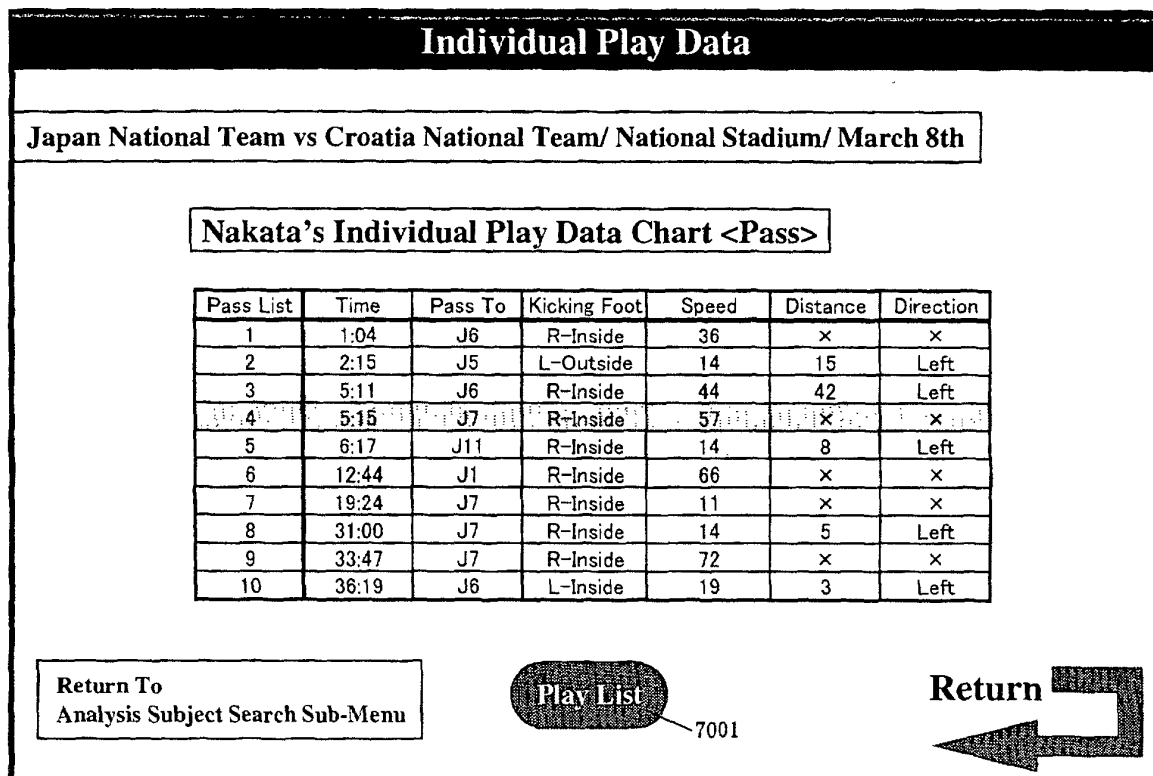 Individual Play Data
Japan National Team vs Croatia National Team/ National Stadium/ March 8th
Nakata's Individual Play Data Chart <Pass>
Pass List Time Pass To Kicking Foot Speed Distance Direction
1 1:04 J6 R-Inside 36 × ×
2 2:15 J5 L-Outside 14 15 Left
3 5:11 J6 R-Inside 44 42 Left
4 5:15 J7 R-Inside 57 × ×
5 6:17 J11 R-Inside 14 8 Left
6 12:44 J1 R-Inside 66 × ×
7 19:24 J7 R-Inside 11 × ×
8 31:00 J7 R-Inside 14 5 Left
9 33:47 J7 R-Inside 72 × ×
10 36:19 J6 L-Inside 19 3 Left
Return To
Analysis Subject Search Sub-Menu
Play List
7001
Return